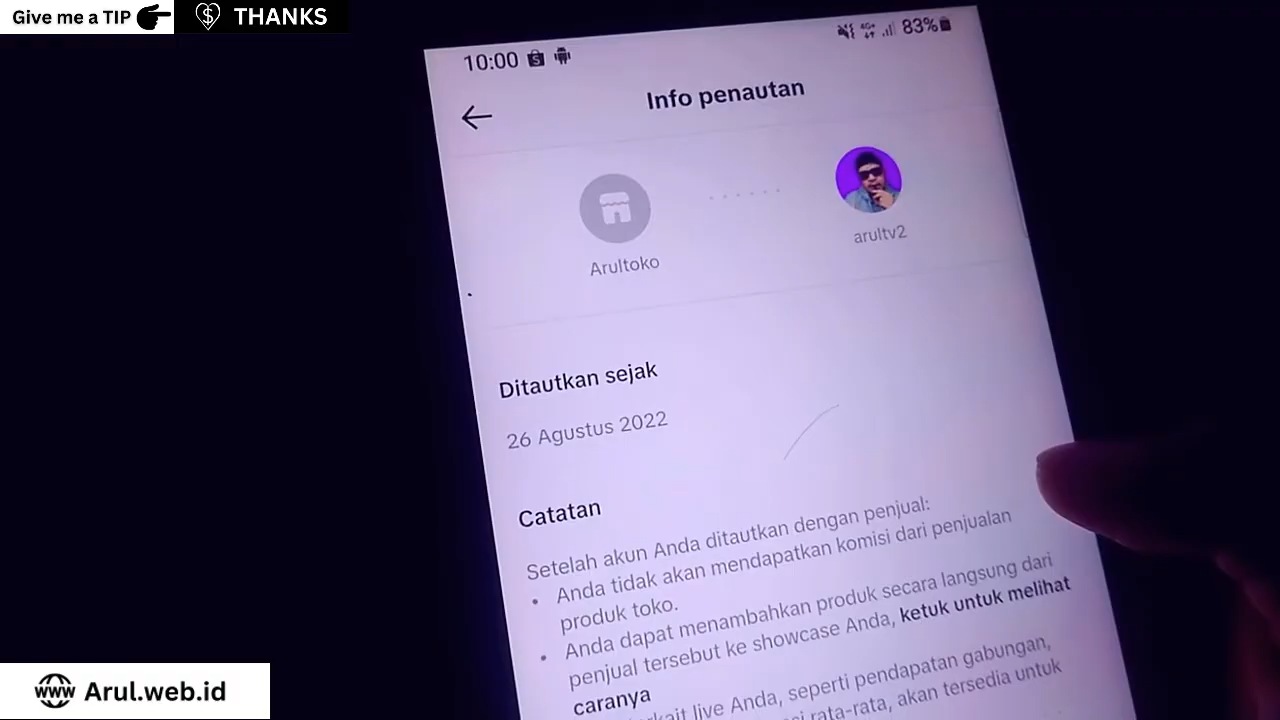 Give me a TIP
THANKS
10:00
4G+
83%
Info penautan
Arultoko
arultv2
Ditautkan sejak
26 Agustus 2022
Catatan
Setelah akun Anda ditautkan dengan penjual:
• Anda tidak akan mendapatkan komisi dari penjualan
produk toko.
• Anda dapat menambahkan produk secara langsung dari
penjual tersebut ke showcase Anda, ketuk untuk melihat
caranya
live Anda, seperti pendapatan gabungan,
rata-rata, akan tersedia untuk
www Arul.web.id